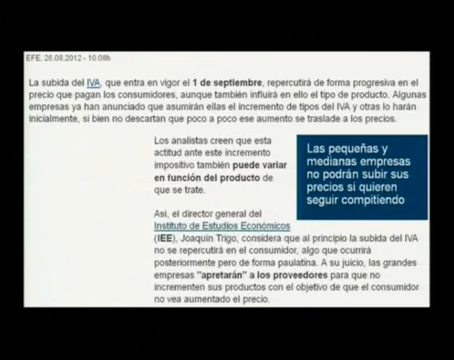 EFE. 26.08.2012 - 10:08h
La subida del IVA, que entra en vigor el 1 de septiembre, repercutirá de forma progresiva en el
precio que pagan los consumidores, aunque también influirá en ello el tipo de producto. Algunas
empresas ya han anunciado que asumirán ellas el incremento de tipos del IVA y otras lo harán
inicialmente, si bien no descartan que poco a poco ese aumento se traslade a los precios.
Los analistas creen que esta
actitud ante este incremento
impositivo también puede variar
en función del producto de
que se trate.
Las pequeñas y
medianas empresas
no podrán subir sus
precios si quieren
seguir compitiendo
Asi, el director general del
Instituto de Estudios Económicos
(IEE), Joaquín Trigo, considera que al principio la subida del IVA
no se repercutirá en el consumidor, algo que ocurrirá
posteriormente pero de forma paulatina. A su juicio, las grandes
empresas "apretarán" a los proveedores para que no
incrementen sus productos con el objetivo de que el consumidor
no vea aumentado el precio.